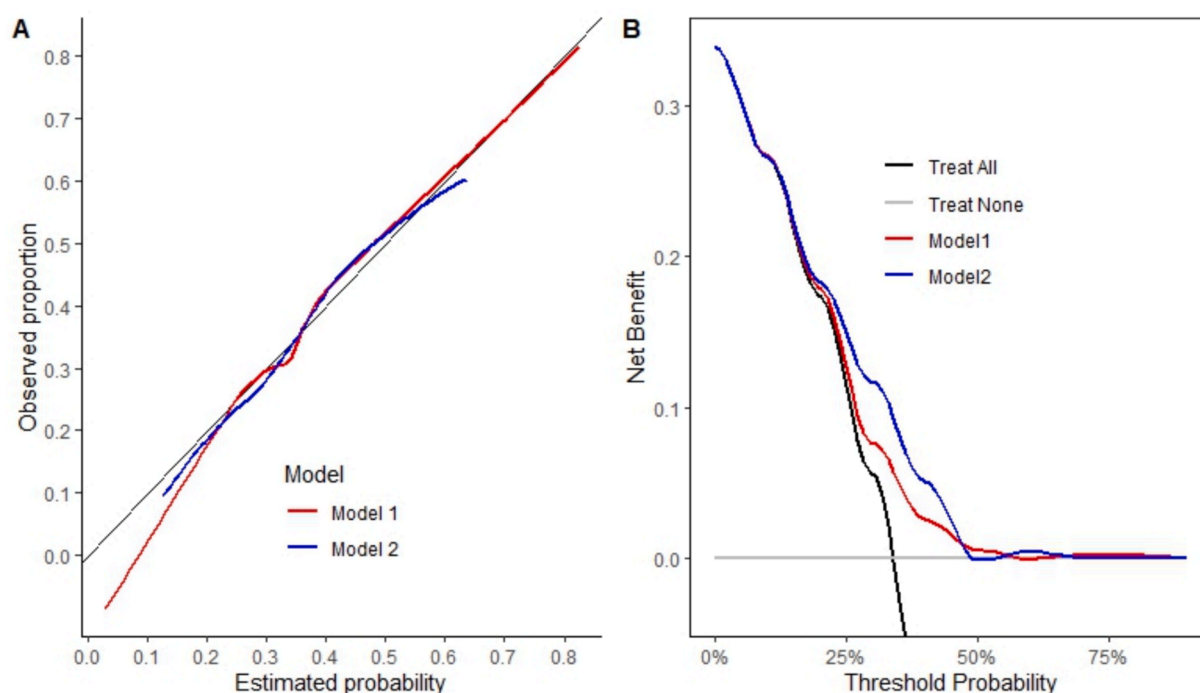 A
Observed proportion
0.8
0.7
0.6
0.5
0.4
0.3
0.2
0.1
0.0
Model
Model 1
Model 2
0.0 0.1 0.2 0.3 0.4 0.5 0.6 0.7 0.8
Estimated probability
B
Net Benefit
0.3
0.2
0.1
0.0
Treat All
Treat None
Model1
Model2
0% 25% 50% 75%
Threshold Probability